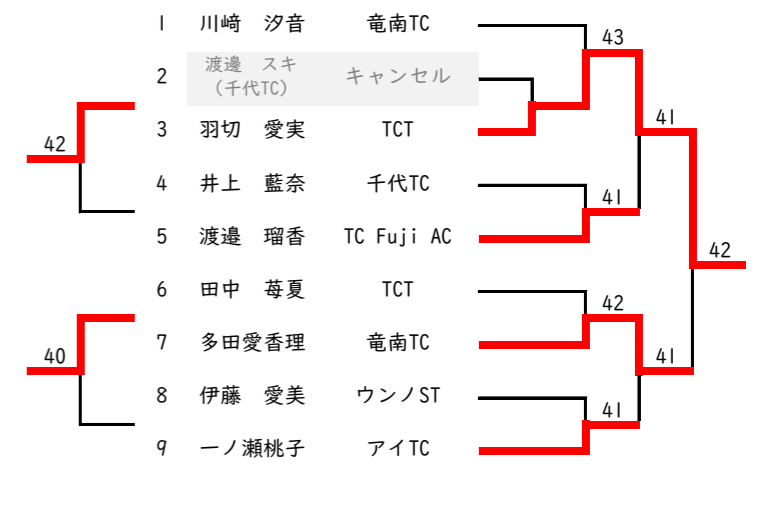 1 川﨑 汐音 竜南TC
43
2 渡邉 スキ キャンセル
(千代TC)
41
3 羽切 愛実 TCT
42
4 井上 藍奈 千代TC
41
5 渡邉 瑠香 TC Fuji AC
42
6 田中 苺夏 TCT
42
7 多田愛香理 竜南TC
40
41
8 伊藤 愛美 ウンノST
41
9 一ノ瀬桃子 アイTC